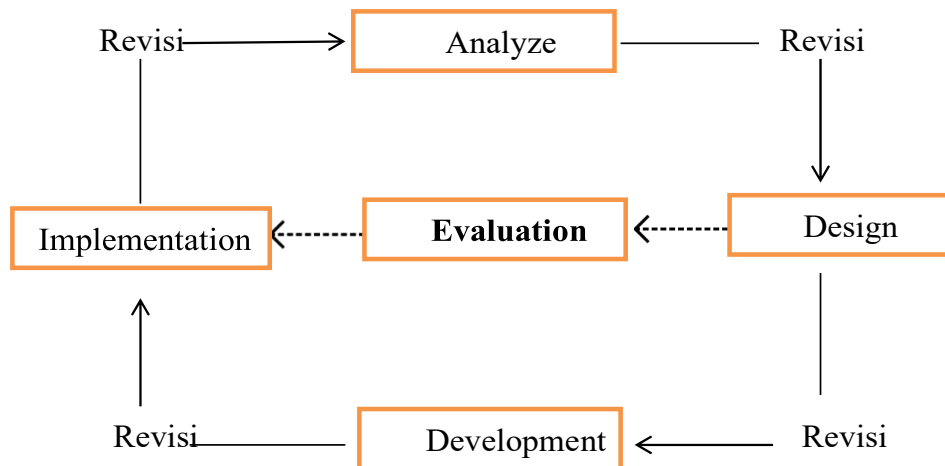 Revisi
Analyze
Revisi
Implementation
Evaluation
Design
Revisi
Development
Revisi